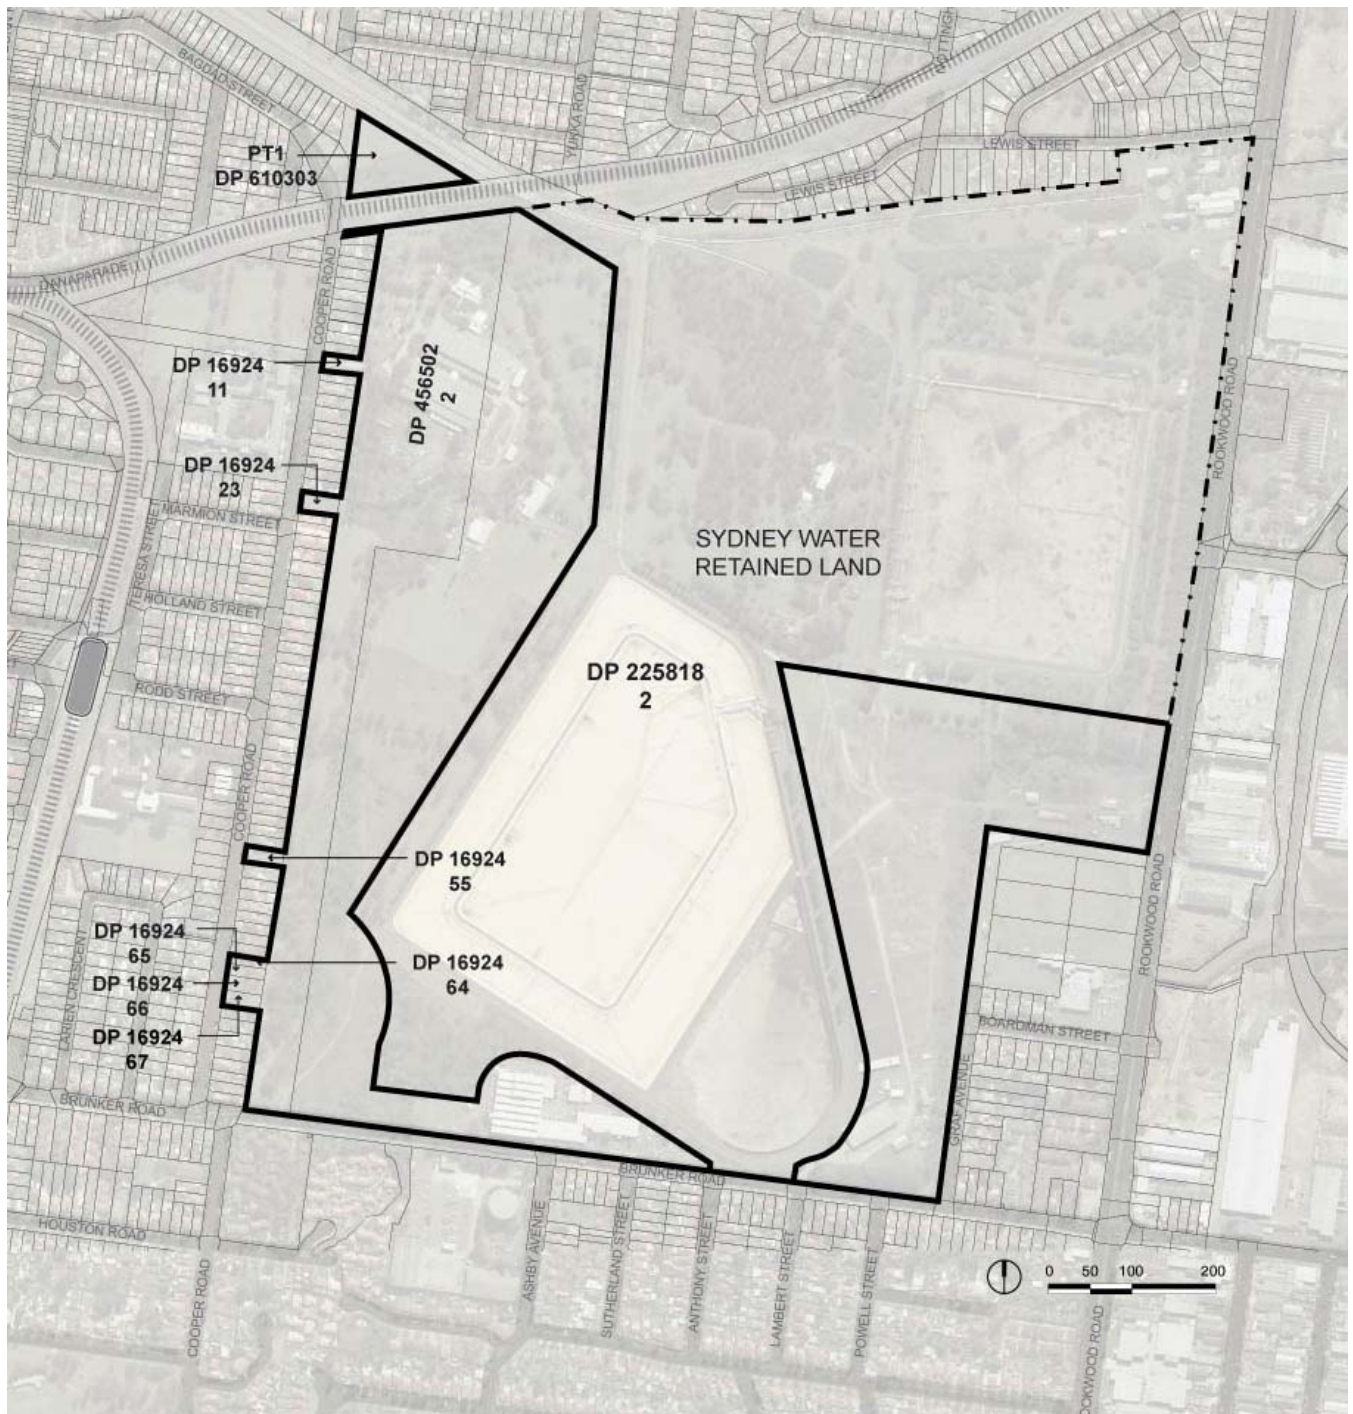 BAGDAD STREET
YUKKA ROAD
NOTTINGH
PT1
DP 610303
LEWIS STREET
LEWIS STREET
DANAPARADE
COOPER ROAD
DP 16924
11
DP 456502
2
ROOKWOOD ROAD
DP 16924
23
MARMION STREET
TERESA STREET
SYDNEY WATER
RETAINED LAND
HOLLAND STREET
DP 225818
2
RODD STREET
COOPER ROAD
DP 16924
55
ROOKWOOD ROAD
DP 16924
65
DP 16924
64
LARIEN CRESCENT
DP 16924
66
DP 16924
67
BOARDMAN STREET
GRAF AVENUE
BRUNKER ROAD
BRUNKER ROAD
HOUSTON ROAD
COOPER ROAD
ASHBY AVENUE
SUTHERLAND STREET
ANTHONY STREET
LAMBERT STREET
POWELL STREET
0 50 100 200
OOKWOOD ROAD